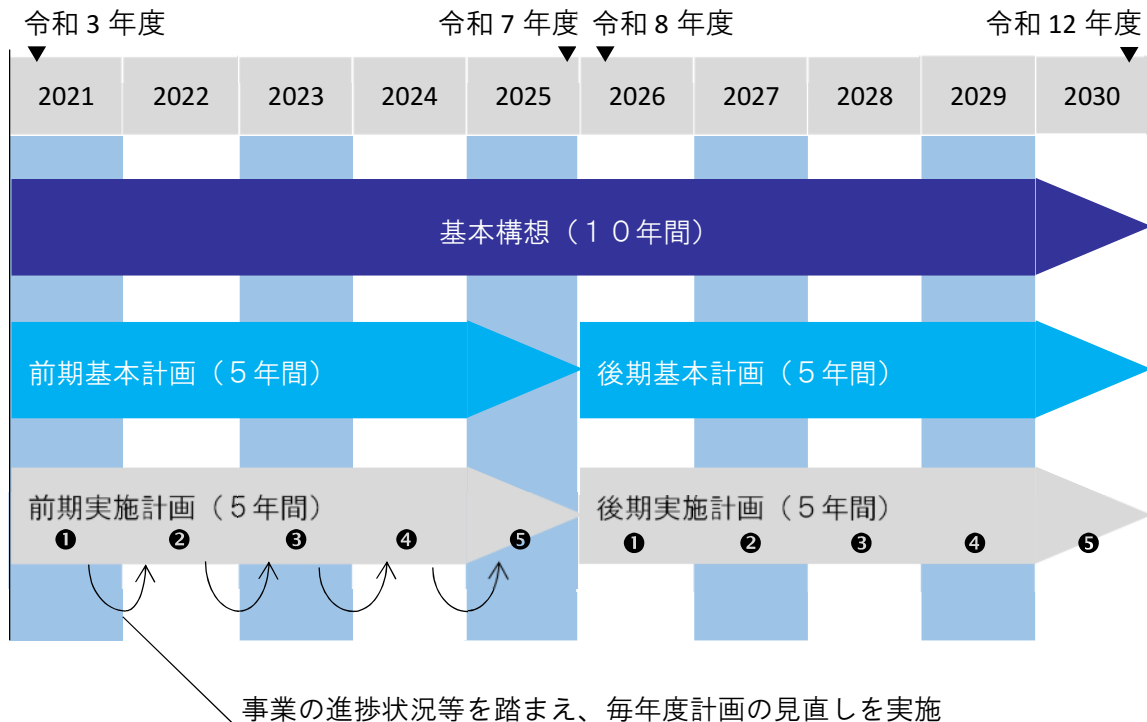 令和 3 年度 令和 7 年度 令和 8 年度 令和 12 年度
2021 2022 2023 2024 2025 2026 2027 2028 2029 2030
基本構想（１０年間）
前期基本計画（５年間） 後期基本計画（５年間）
前期実施計画（５年間） 後期実施計画（５年間）
❶ ❷ ❸ ❹ ❺ ❶ ❷ ❸ ❹ ❺
事業の進捗状況等を踏まえ、毎年度計画の見直しを実施